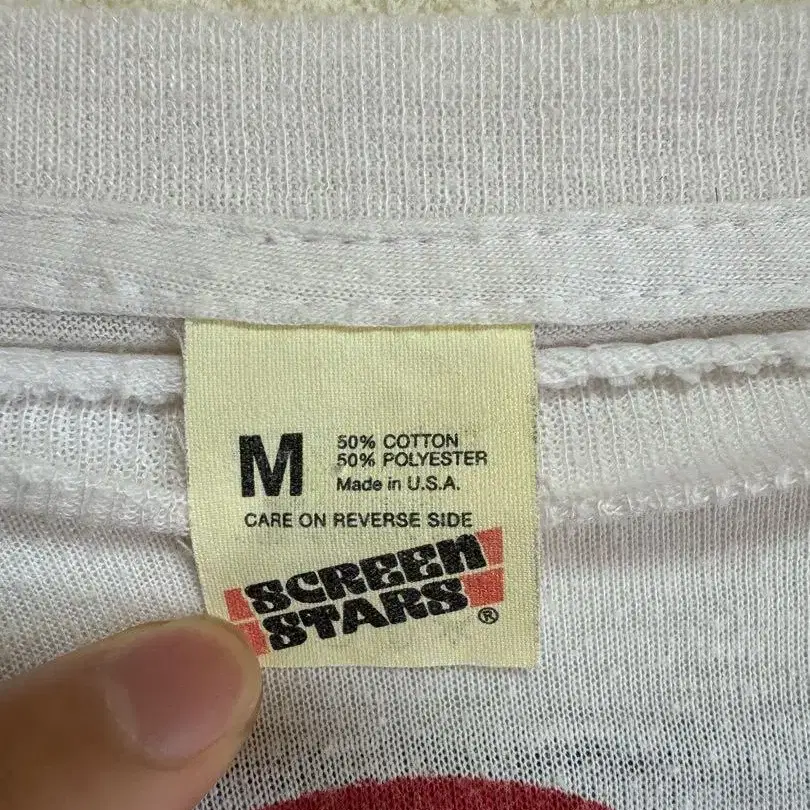 M
50% COTTON
50% POLYESTER
Made in U.S.A.
CARE ON REVERSE SIDE
SCREEN
STARS ®